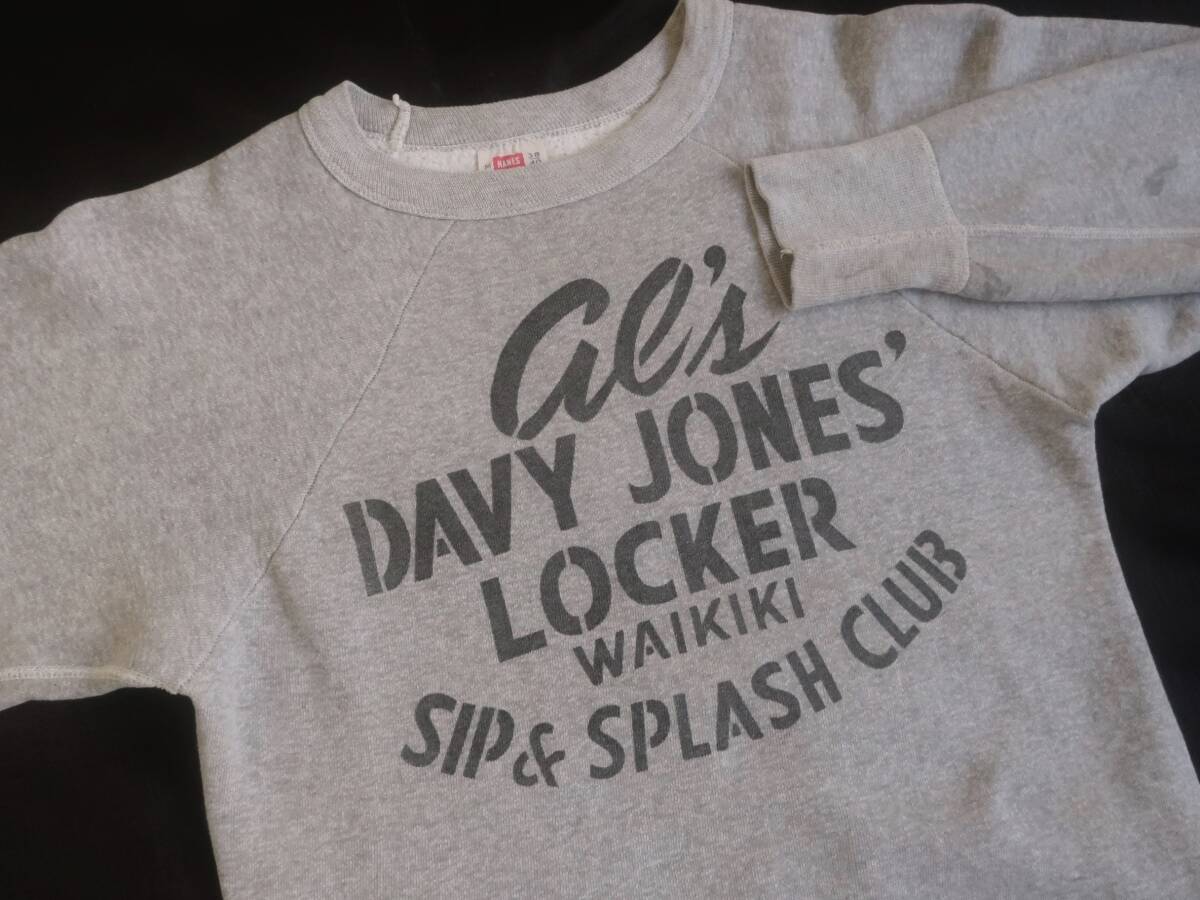 HANES
al's
DAVY JONES'
LOCKER
WAIKIKI
SIP & SPLASH CLUB